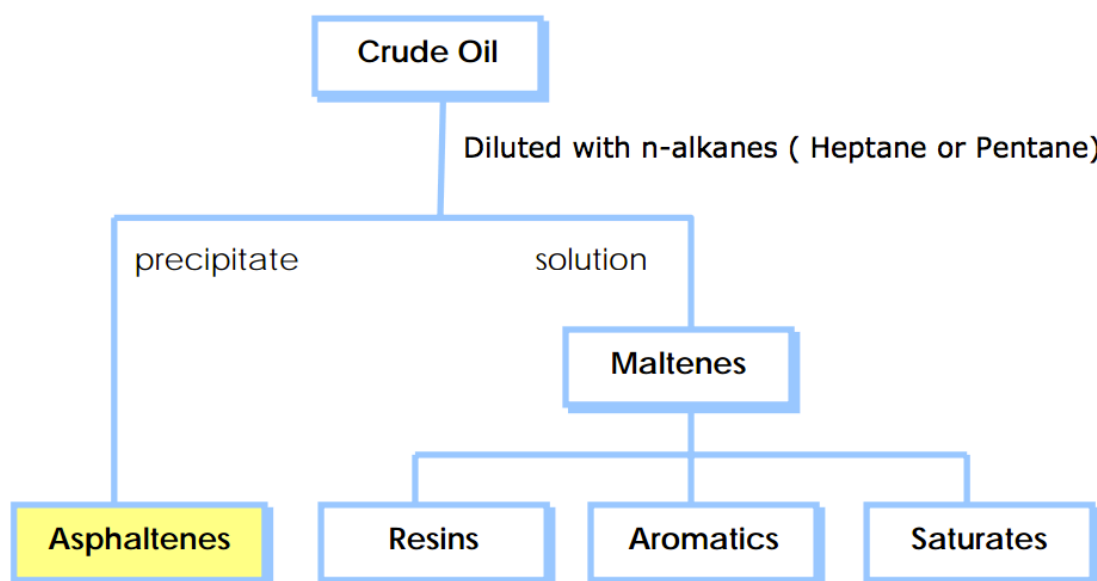 Crude Oil
Diluted with n-alkanes ( Heptane or Pentane)
precipitate
solution
Maltenes
Asphaltenes
Resins
Aromatics
Saturates